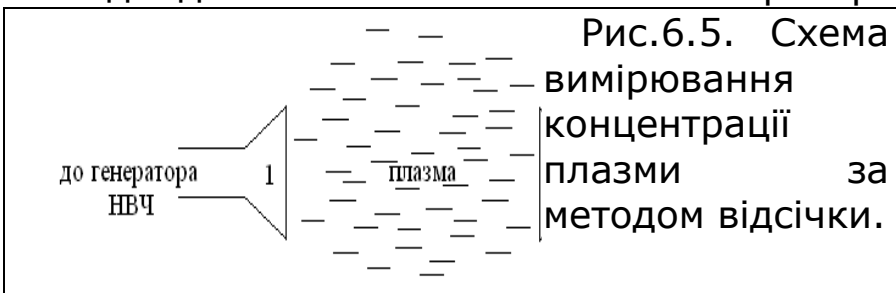 Рис.6.5. Схема
вимірювання
концентрації
плазми за
методом відсічки.
до генератора
НВЧ
1
плазма